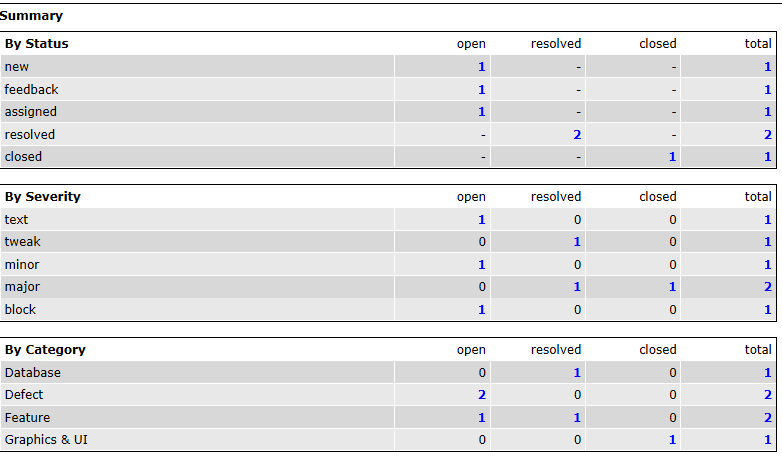 Summary
By Status open resolved closed total
new 1 - - 1
feedback 1 - - 1
assigned 1 - - 1
resolved - 2 - 2
closed - - 1 1
By Severity open resolved closed total
text 1 0 0 1
tweak 0 1 0 1
minor 1 0 0 1
major 0 1 1 2
block 1 0 0 1
By Category open resolved closed total
Database 0 1 0 1
Defect 2 0 0 2
Feature 1 1 0 2
Graphics & UI 0 0 1 1